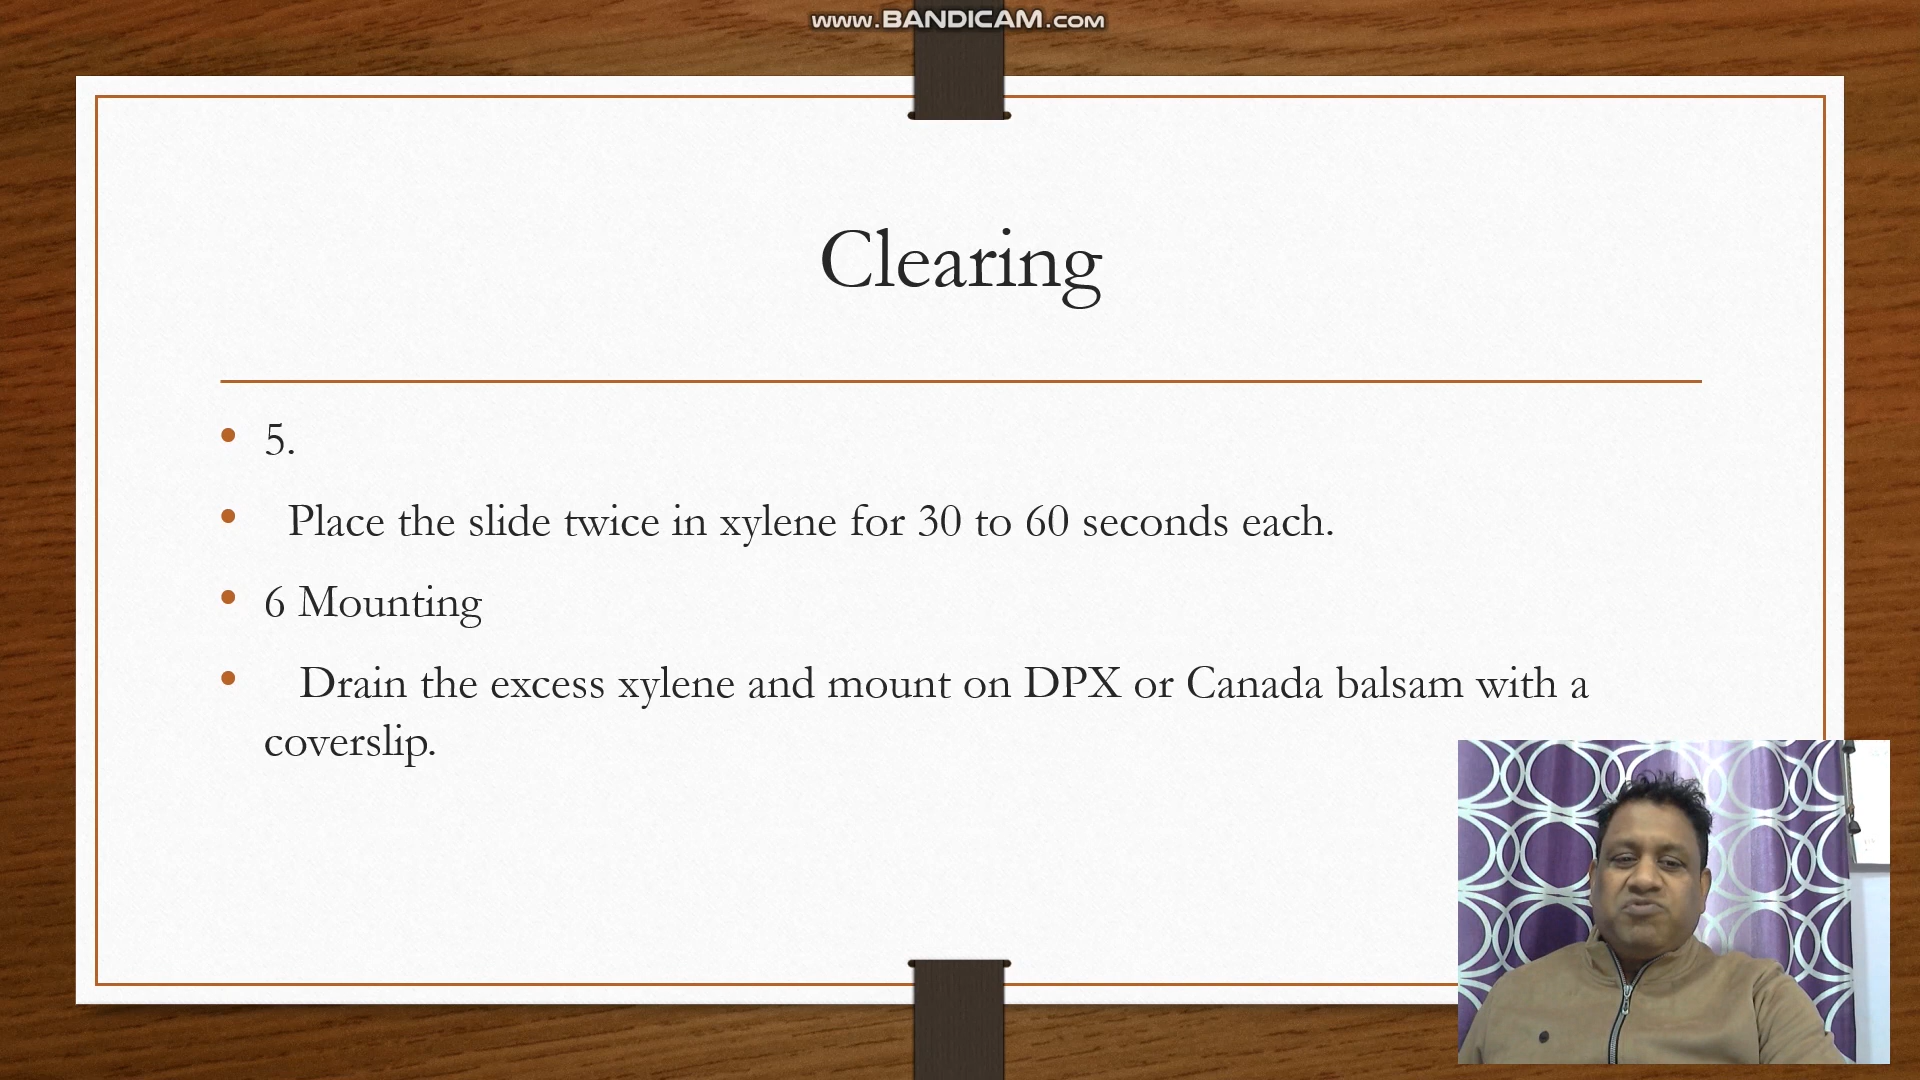 www.BANDICAM.com
Clearing
• 5.
• Place the slide twice in xylene for 30 to 60 seconds each.
• 6 Mounting
• Drain the excess xylene and mount on DPX or Canada balsam with a
coverslip.